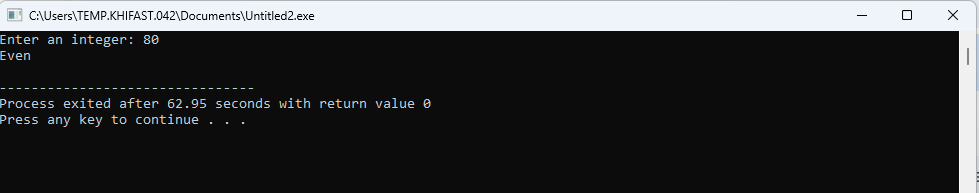 C:\Users\TEMP.KHIFAST.042\Documents\Untitled2.exe
Enter an integer: 80
Even
--------------------------------
Process exited after 62.95 seconds with return value 0
Press any key to continue . . .